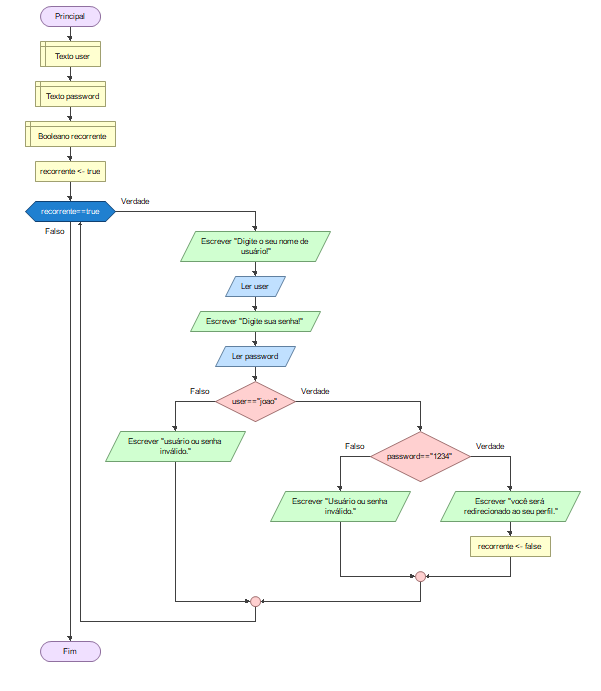 Principal
Texto user
Texto password
Booleano recorrente
recorrente <- true
recorrente==true
Verdade
Falso
Escrever "Digite o seu nome de
usuário!"
Ler user
Escrever "Digite sua senha!"
Ler password
user=="joao"
Falso
Verdade
Escrever "usuário ou senha
inválido."
password=="1234"
Falso
Verdade
Escrever "Usuário ou senha
inválido."
Escrever "você será
redirecionado ao seu perfil."
recorrente <- false
Fim